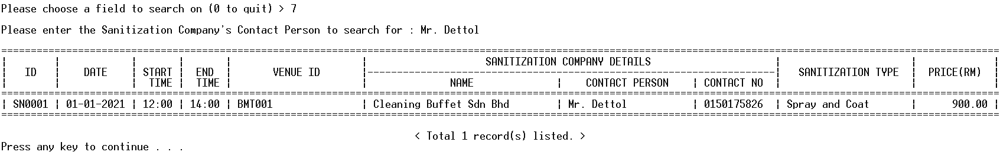 Please choose a field to search on (0 to quit) > 7
Please enter the Sanitization Company's Contact Person to search for : Mr. Dettol
=========================================================================================================================================================================
¦ ¦ ¦ ¦ ¦ ¦ SANITIZATION COMPANY DETAILS ¦ ¦ ¦
¦ ID ¦ DATE ¦ START ¦ END ¦ VENUE ID ¦---------------------------------------------------------------------¦ SANITIZATION TYPE ¦ PRICE(RM) ¦
¦ ¦ ¦ TIME ¦ TIME ¦ ¦ NAME ¦ CONTACT PERSON ¦ CONTACT NO ¦ ¦ ¦
=========================================================================================================================================================================
¦ SN0001 ¦ 01-01-2021 ¦ 12:00 ¦ 14:00 ¦ BMT001 ¦ Cleaning Buffet Sdn Bhd ¦ Mr. Dettol ¦ 0150175826 ¦ Spray and Coat ¦ 900.00 ¦
=========================================================================================================================================================================
< Total 1 record(s) listed. >
Press any key to continue . . .